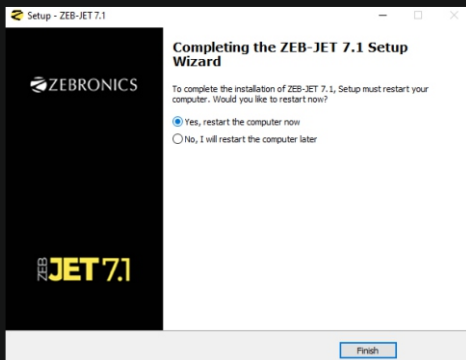 Setup - ZEB-JET 7.1
Completing the ZEB-JET 7.1 Setup
Wizard
ZEBRONICS
To complete the installation of ZEB-JET 7.1, Setup must restart your
computer. Would you like to restart now?
Yes, restart the computer now
No, I will restart the computer later
ZEB JET 7.1
Finish